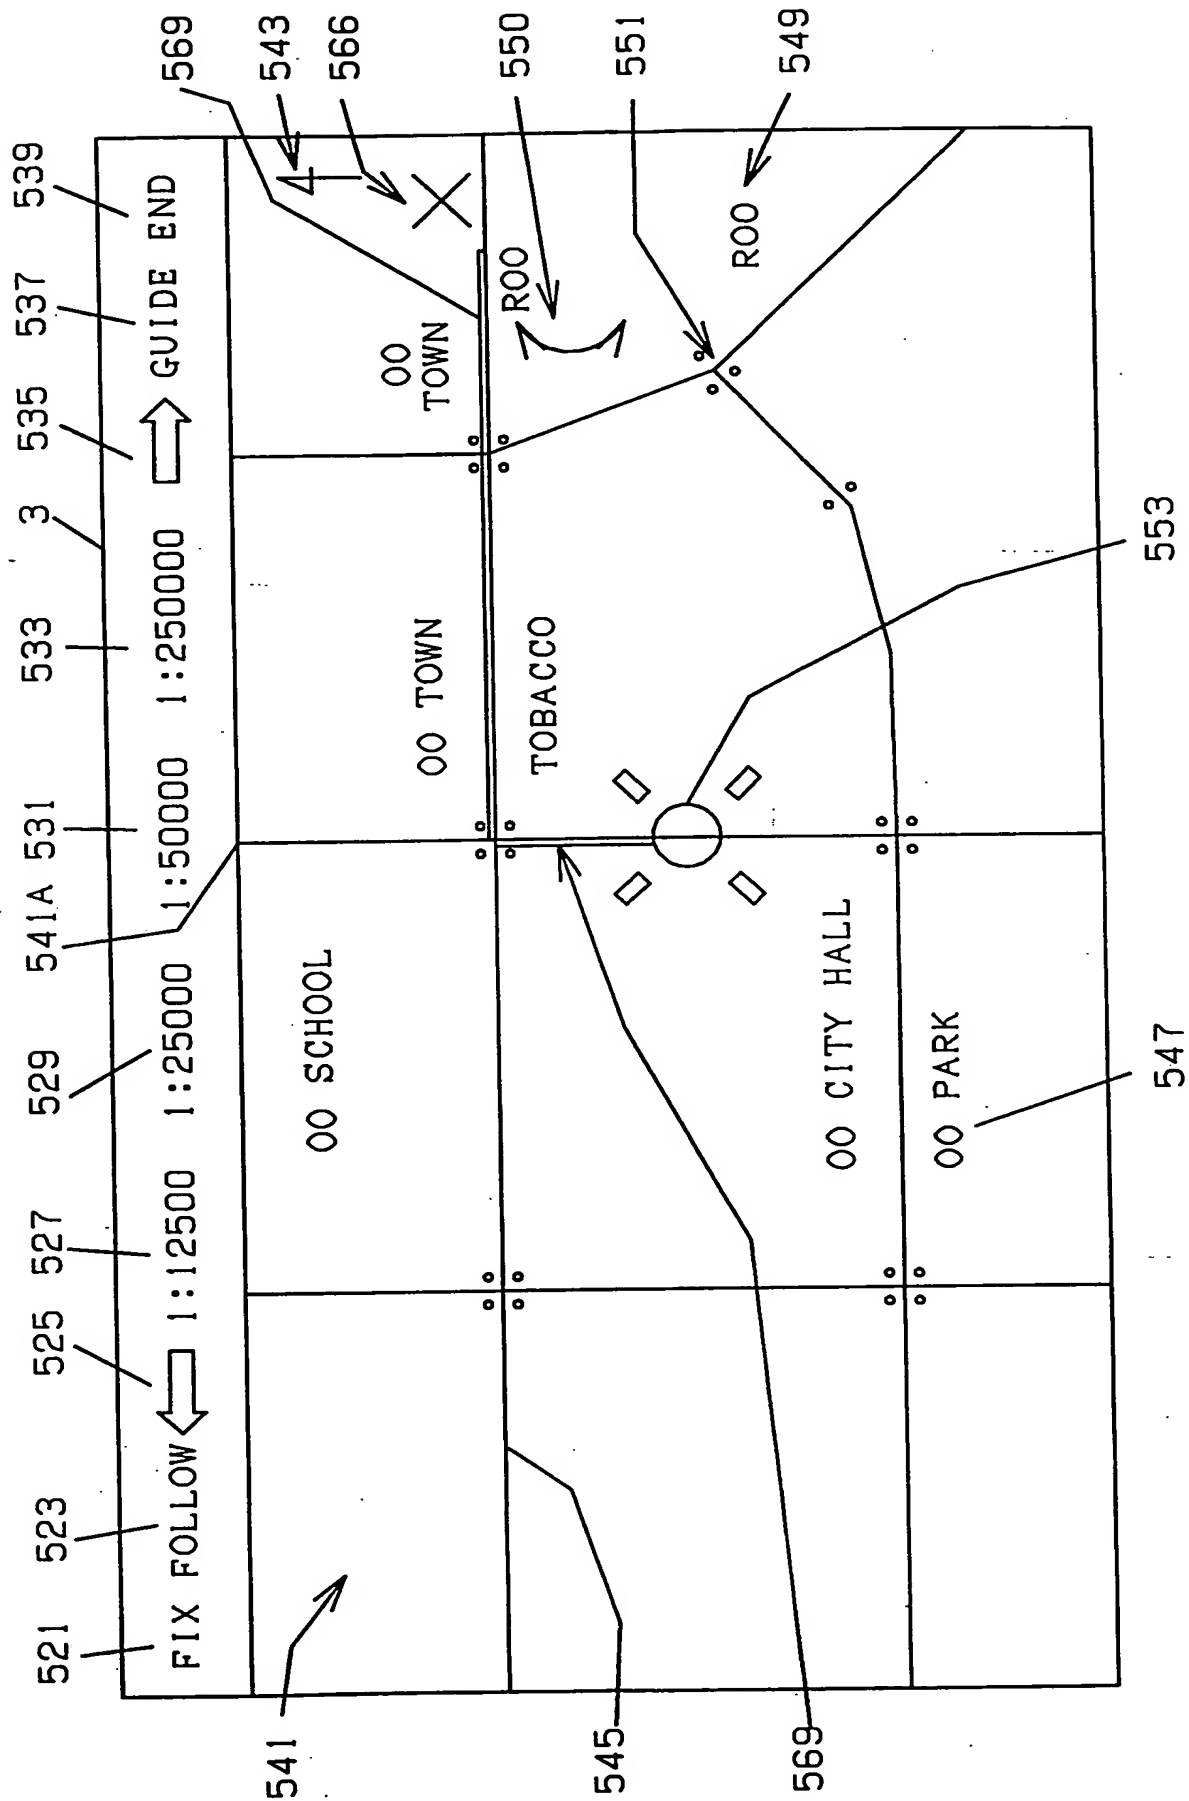 521 523 525 527 529 541A 531 533 3 535 537 539
FIX FOLLOW 1:12500 1:25000 1:50000 1:250000 GUIDE END
569
541
543
OO SCHOOL
566
OO
TOWN
OO TOWN
ROO
550
TOBACCO
545
551
ROO
549
569
OO CITY HALL
OO PARK
547
553